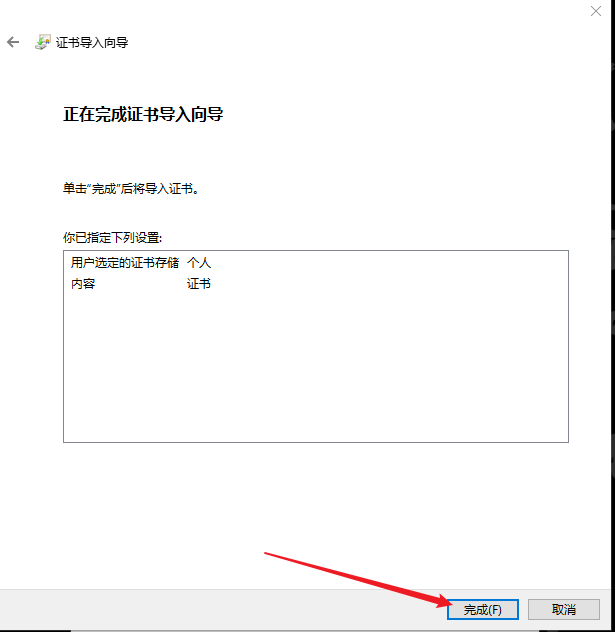 证书导入向导
正在完成证书导入向导
单击“完成”后将导入证书。
你已指定下列设置:
用户选定的证书存储 个人
内容 证书
完成(F) 取消